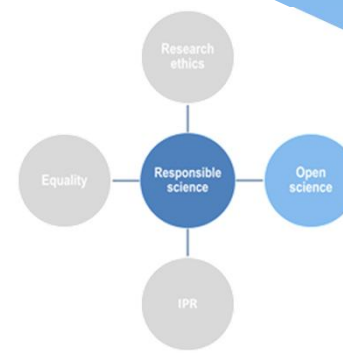 Research
ethics
Equality
Responsible
science
Open
science
IPR